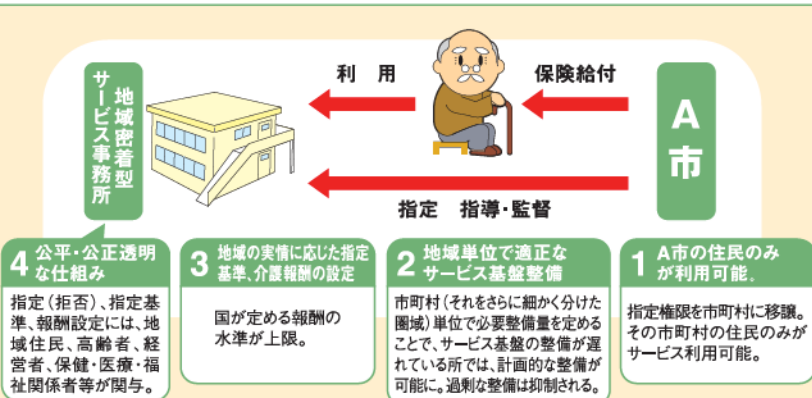 地域密着型
サービス事務所
利　用
保険給付
A
市
指定　指導・監督
4 公平・公正透明
な仕組み
指定（拒否）、指定基
準、報酬設定には、地
域住民、高齢者、経
営者、保健・医療・福
祉関係者等が関与。
3 地域の実情に応じた指定
基準、介護報酬の設定
国が定める報酬の
水準が上限。
2 地域単位で適正な
サービス基盤整備
市町村（それをさらに細かく分けた
圏域）単位で必要整備量を定める
ことで、サービス基盤の整備が遅
れている所では、計画的な整備が
可能に。過剰な整備は抑制される。
1 A市の住民のみ
が利用可能．
指定権限を市町村に移譲。
その市町村の住民のみが
サービス利用可能。